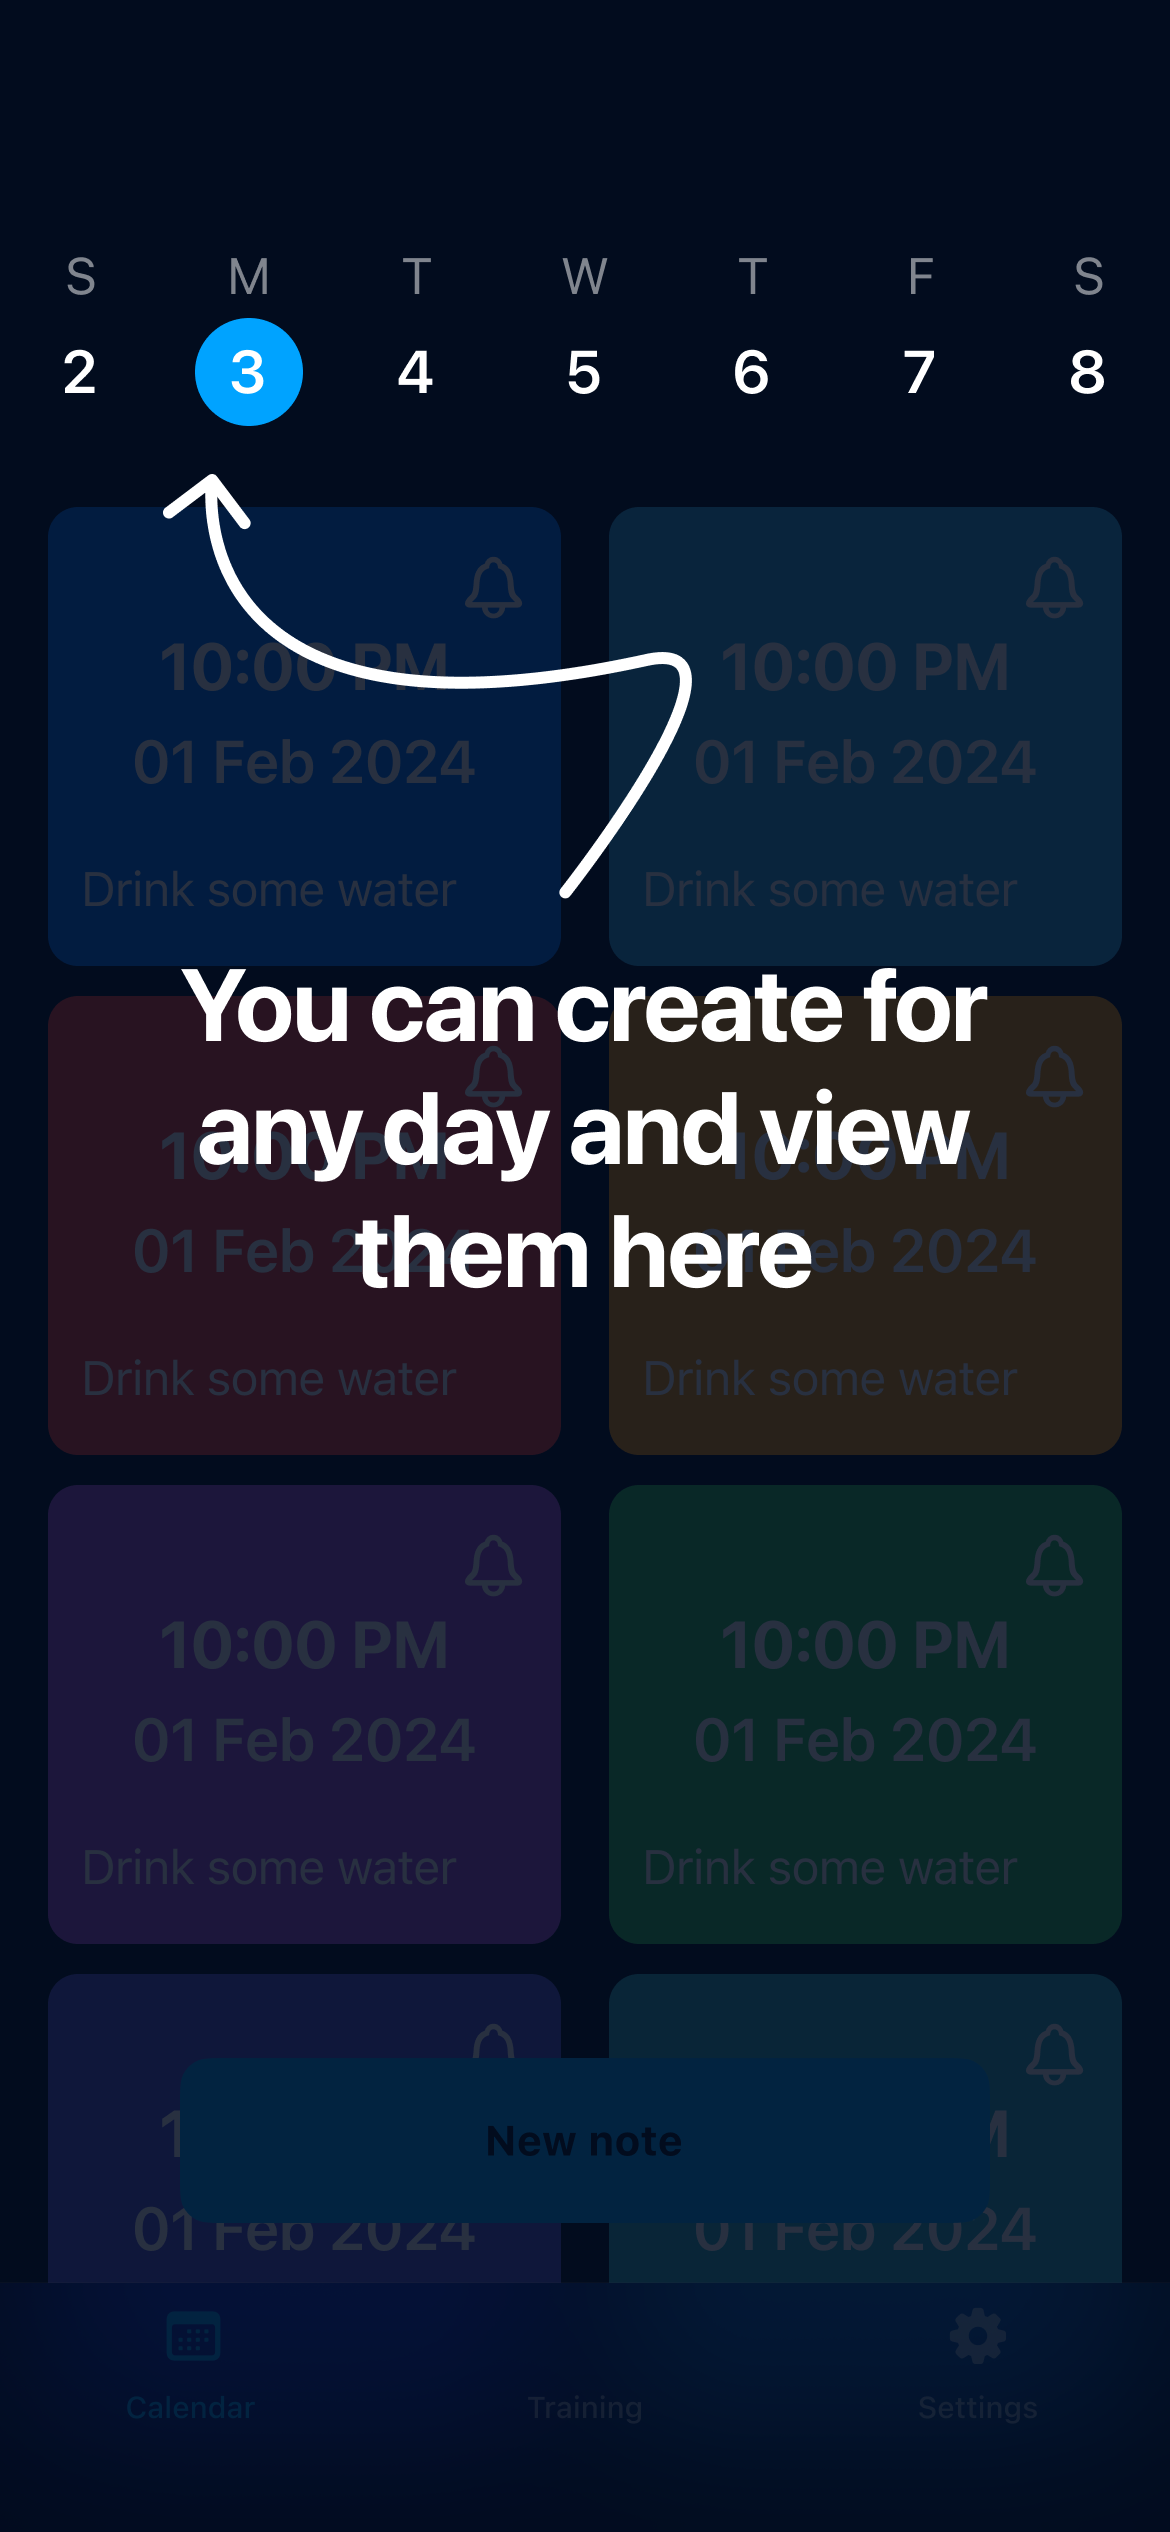 S M T W T F S
2 3 4 5 6 7 8
10:00 PM 10:00 PM
01 Feb 2024 01 Feb 2024
Drink some water Drink some water
You can create for
any day and view
them here
10:00 PM 10:00 PM
01 Feb 2024 01 Feb 2024
Drink some water Drink some water
10:00 PM 10:00 PM
01 Feb 2024 01 Feb 2024
Drink some water Drink some water
New note
01 Feb 2024 01 Feb 2024
Calendar Training Settings